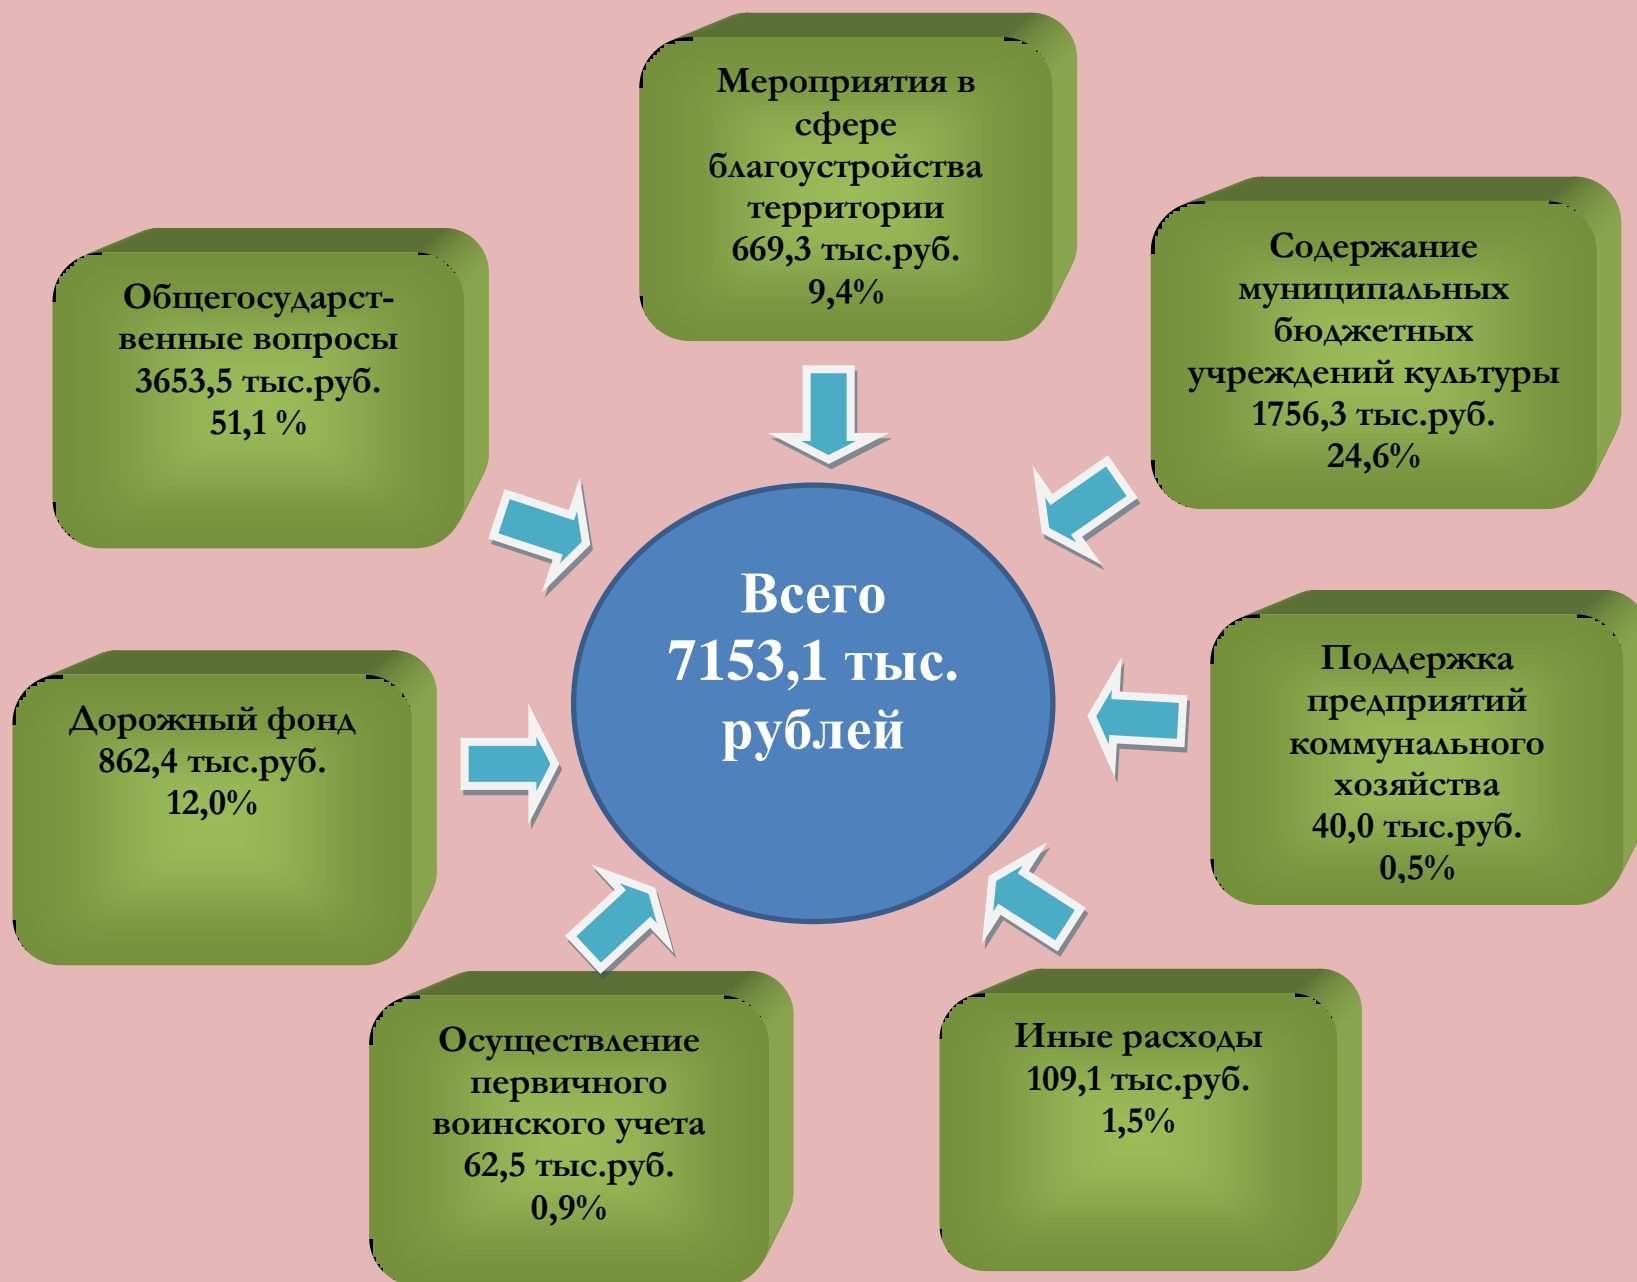 Мероприятия в
сфере
благоустройства
территории
669,3 тыс.руб.
9,4%
Общегосударст-
венные вопросы
3653,5 тыс.руб.
51,1 %
Содержание
муниципальных
бюджетных
учреждений культуры
1756,3 тыс.руб.
24,6%
Всего
7153,1 тыс.
рублей
Дорожный фонд
862,4 тыс.руб.
12,0%
Поддержка
предприятий
коммунального
хозяйства
40,0 тыс.руб.
0,5%
Осуществление
первичного
воинского учета
62,5 тыс.руб.
0,9%
Иные расходы
109,1 тыс.руб.
1,5%